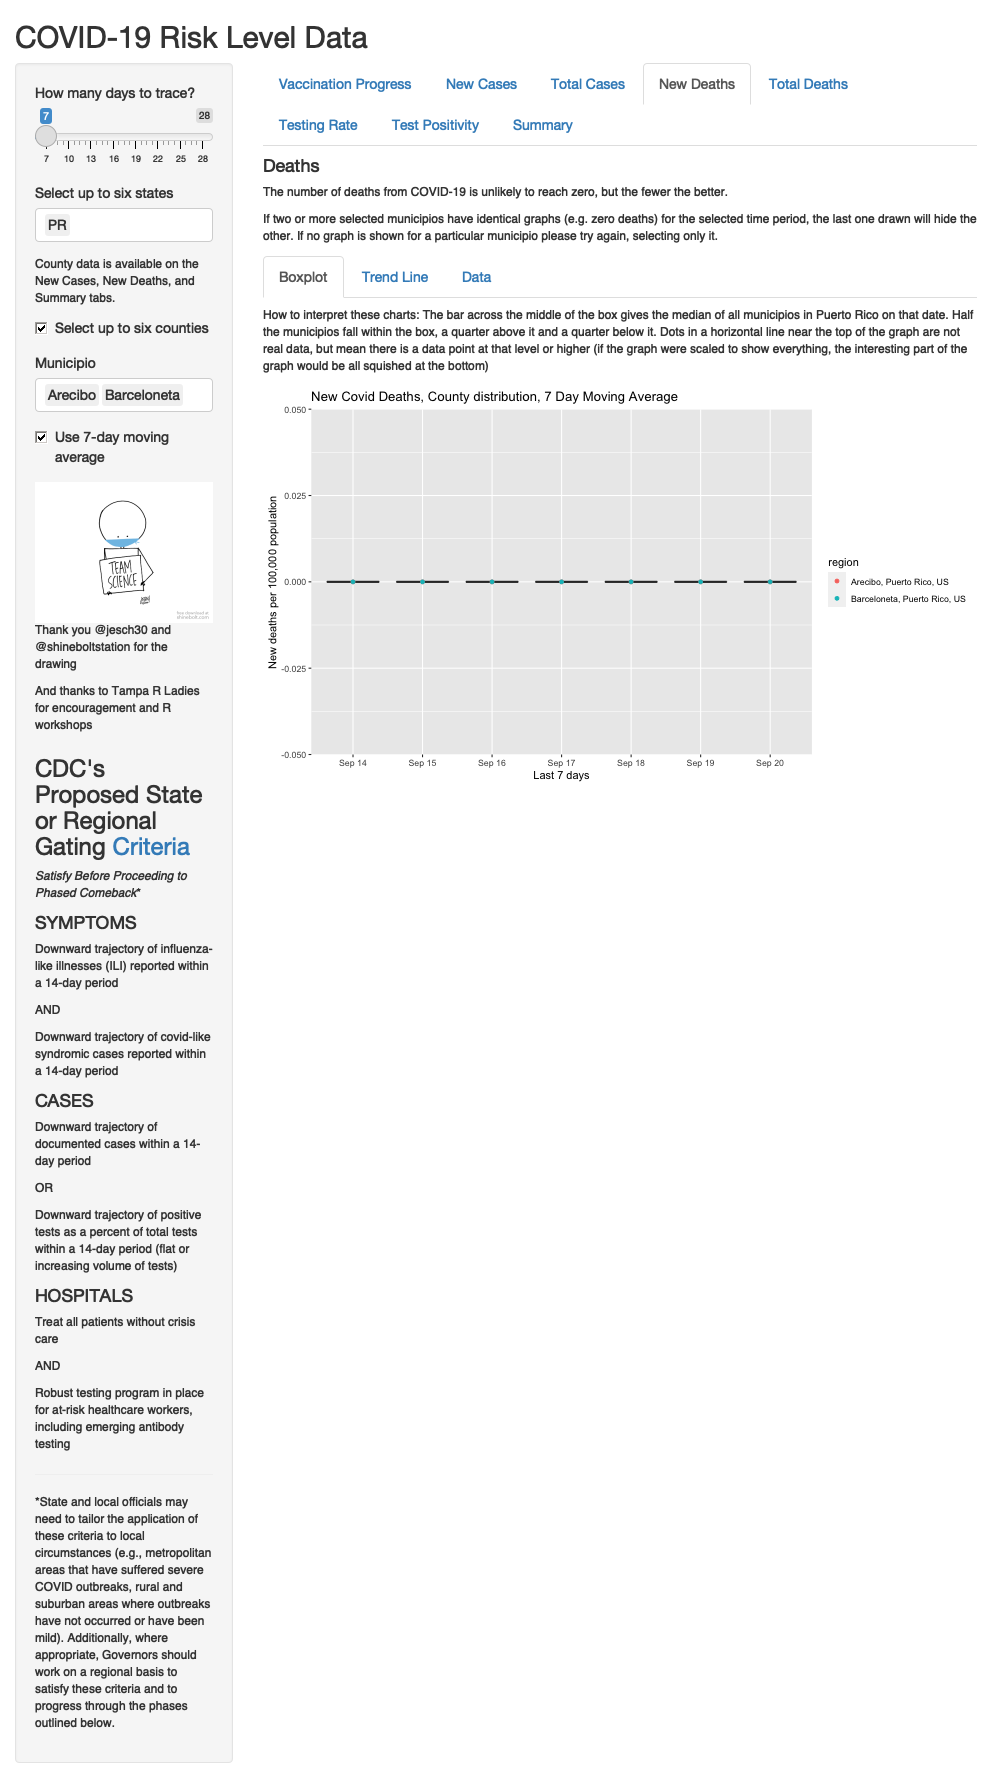 COVID-19 Risk Level Data
How many days to trace?
7
28
7 10 13 16 19 22 25 28
Select up to six states
PR
County data is available on the
New Cases, New Deaths, and
Summary tabs.
Select up to six counties
Municipio
Arecibo Barceloneta
Use 7-day moving
average
TEAM
SCIENCE
Thank you @jesch30 and
@shineboltstation for the
drawing
And thanks to Tampa R Ladies
for encouragement and R
workshops
CDC's
Proposed State
or Regional
Gating Criteria
Satisfy Before Proceeding to
Phased Comeback*
SYMPTOMS
Downward trajectory of influenza-
like illnesses (ILI) reported within
a 14-day period
AND
Downward trajectory of covid-like
syndromic cases reported within
a 14-day period
CASES
Downward trajectory of
documented cases within a 14-
day period
OR
Downward trajectory of positive
tests as a percent of total tests
within a 14-day period (flat or
increasing volume of tests)
HOSPITALS
Treat all patients without crisis
care
AND
Robust testing program in place
for at-risk healthcare workers,
including emerging antibody
testing
*State and local officials may
need to tailor the application of
these criteria to local
circumstances (e.g., metropolitan
areas that have suffered severe
COVID outbreaks, rural and
suburban areas where outbreaks
have not occurred or have been
mild). Additionally, where
appropriate, Governors should
work on a regional basis to
satisfy these criteria and to
progress through the phases
outlined below.
Vaccination Progress New Cases Total Cases New Deaths Total Deaths
Testing Rate Test Positivity Summary
Deaths
The number of deaths from COVID-19 is unlikely to reach zero, but the fewer the better.
If two or more selected municipios have identical graphs (e.g. zero deaths) for the selected time period, the last one drawn will hide the
other. If no graph is shown for a particular municipio please try again, selecting only it.
Boxplot Trend Line Data
How to interpret these charts: The bar across the middle of the box gives the median of all municipios in Puerto Rico on that date. Half
the municipios fall within the box, a quarter above it and a quarter below it. Dots in a horizontal line near the top of the graph are not
real data, but mean there is a data point at that level or higher (if the graph were scaled to show everything, the interesting part of the
graph would be all squished at the bottom)
New Covid Deaths, County distribution, 7 Day Moving Average
New deaths per 100,000 population
0.050
0.025
0.000
-0.025
-0.050
Sep 14 Sep 15 Sep 16 Sep 17 Sep 18 Sep 19 Sep 20
Last 7 days
region
Arecibo, Puerto Rico, US
Barceloneta, Puerto Rico, US